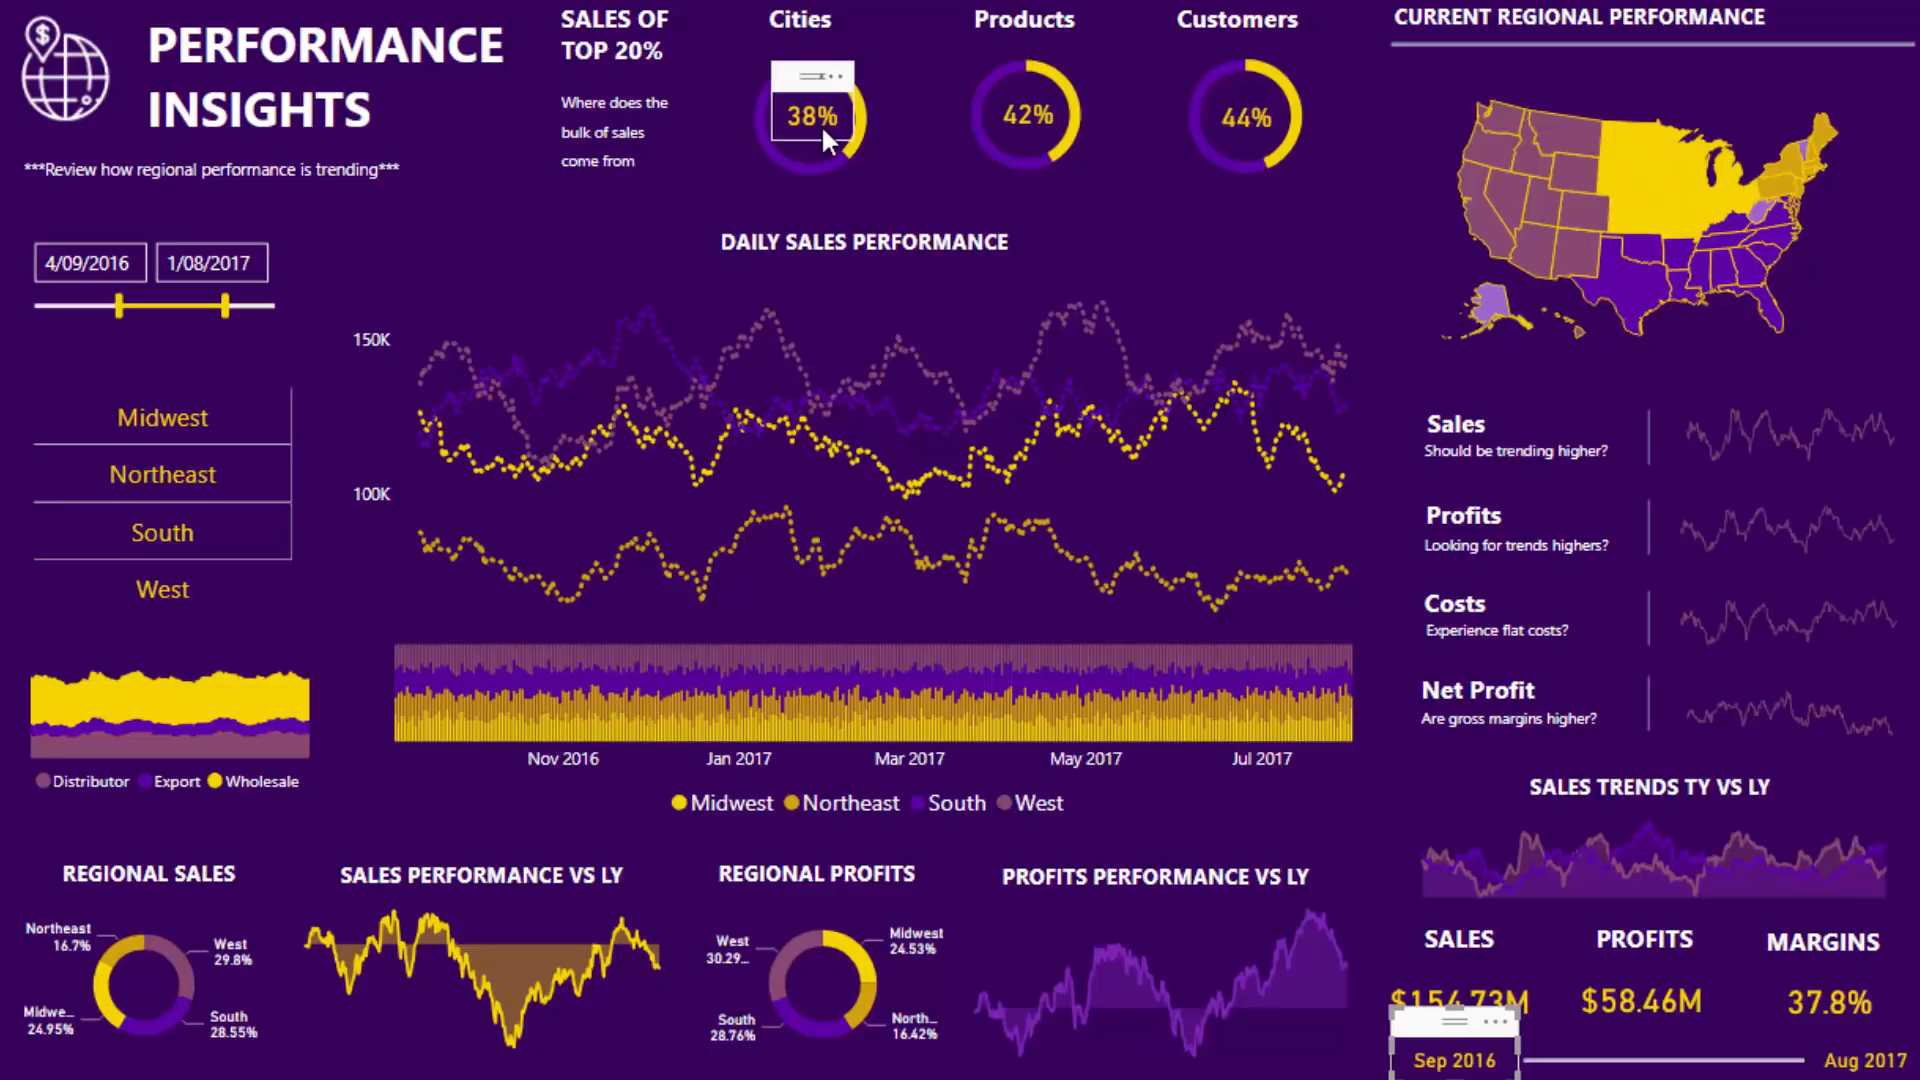 PERFORMANCE
INSIGHTS
***Review how regional performance is trending***
SALES OF
TOP 20%
Where does the
bulk of sales
come from
Cities
38%
Products
42%
Customers
44%
CURRENT REGIONAL PERFORMANCE
4/09/2016
1/08/2017
Midwest
Northeast
South
West
Distributor
Export
Wholesale
DAILY SALES PERFORMANCE
150K
100K
Nov 2016
Jan 2017
Mar 2017
May 2017
Jul 2017
Midwest
Northeast
South
West
Sales
Should be trending higher?
Profits
Looking for trends highers?
Costs
Experience flat costs?
Net Profit
Are gross margins higher?
SALES TRENDS TY VS LY
REGIONAL SALES
Northeast
16.7%
West
29.8%
Midwe...
24.95%
South
28.55%
SALES PERFORMANCE VS LY
REGIONAL PROFITS
West
30.29...
Midwest
24.53%
South
28.76%
North...
16.42%
PROFITS PERFORMANCE VS LY
SALES
$154.73M
PROFITS
$58.46M
MARGINS
37.8%
Sep 2016
Aug 2017